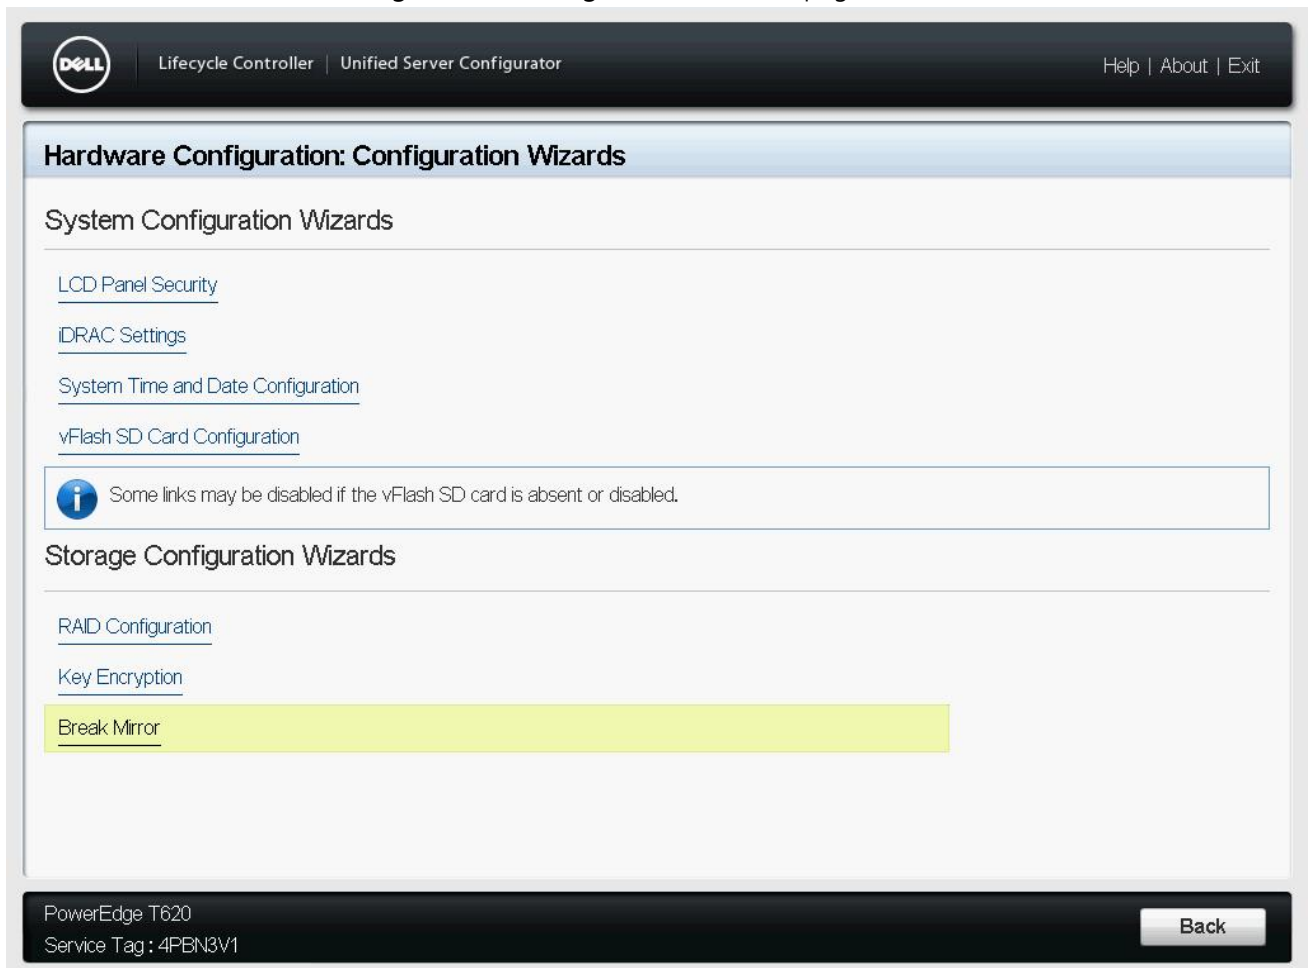 DELL
Lifecycle Controller | Unified Server Configurator
Help | About | Exit
Hardware Configuration: Configuration Wizards
System Configuration Wizards
LCD Panel Security
iDRAC Settings
System Time and Date Configuration
vFlash SD Card Configuration
Some links may be disabled if the vFlash SD card is absent or disabled.
Storage Configuration Wizards
RAID Configuration
Key Encryption
Break Mirror
PowerEdge T620
Service Tag : 4PBN3V1
Back